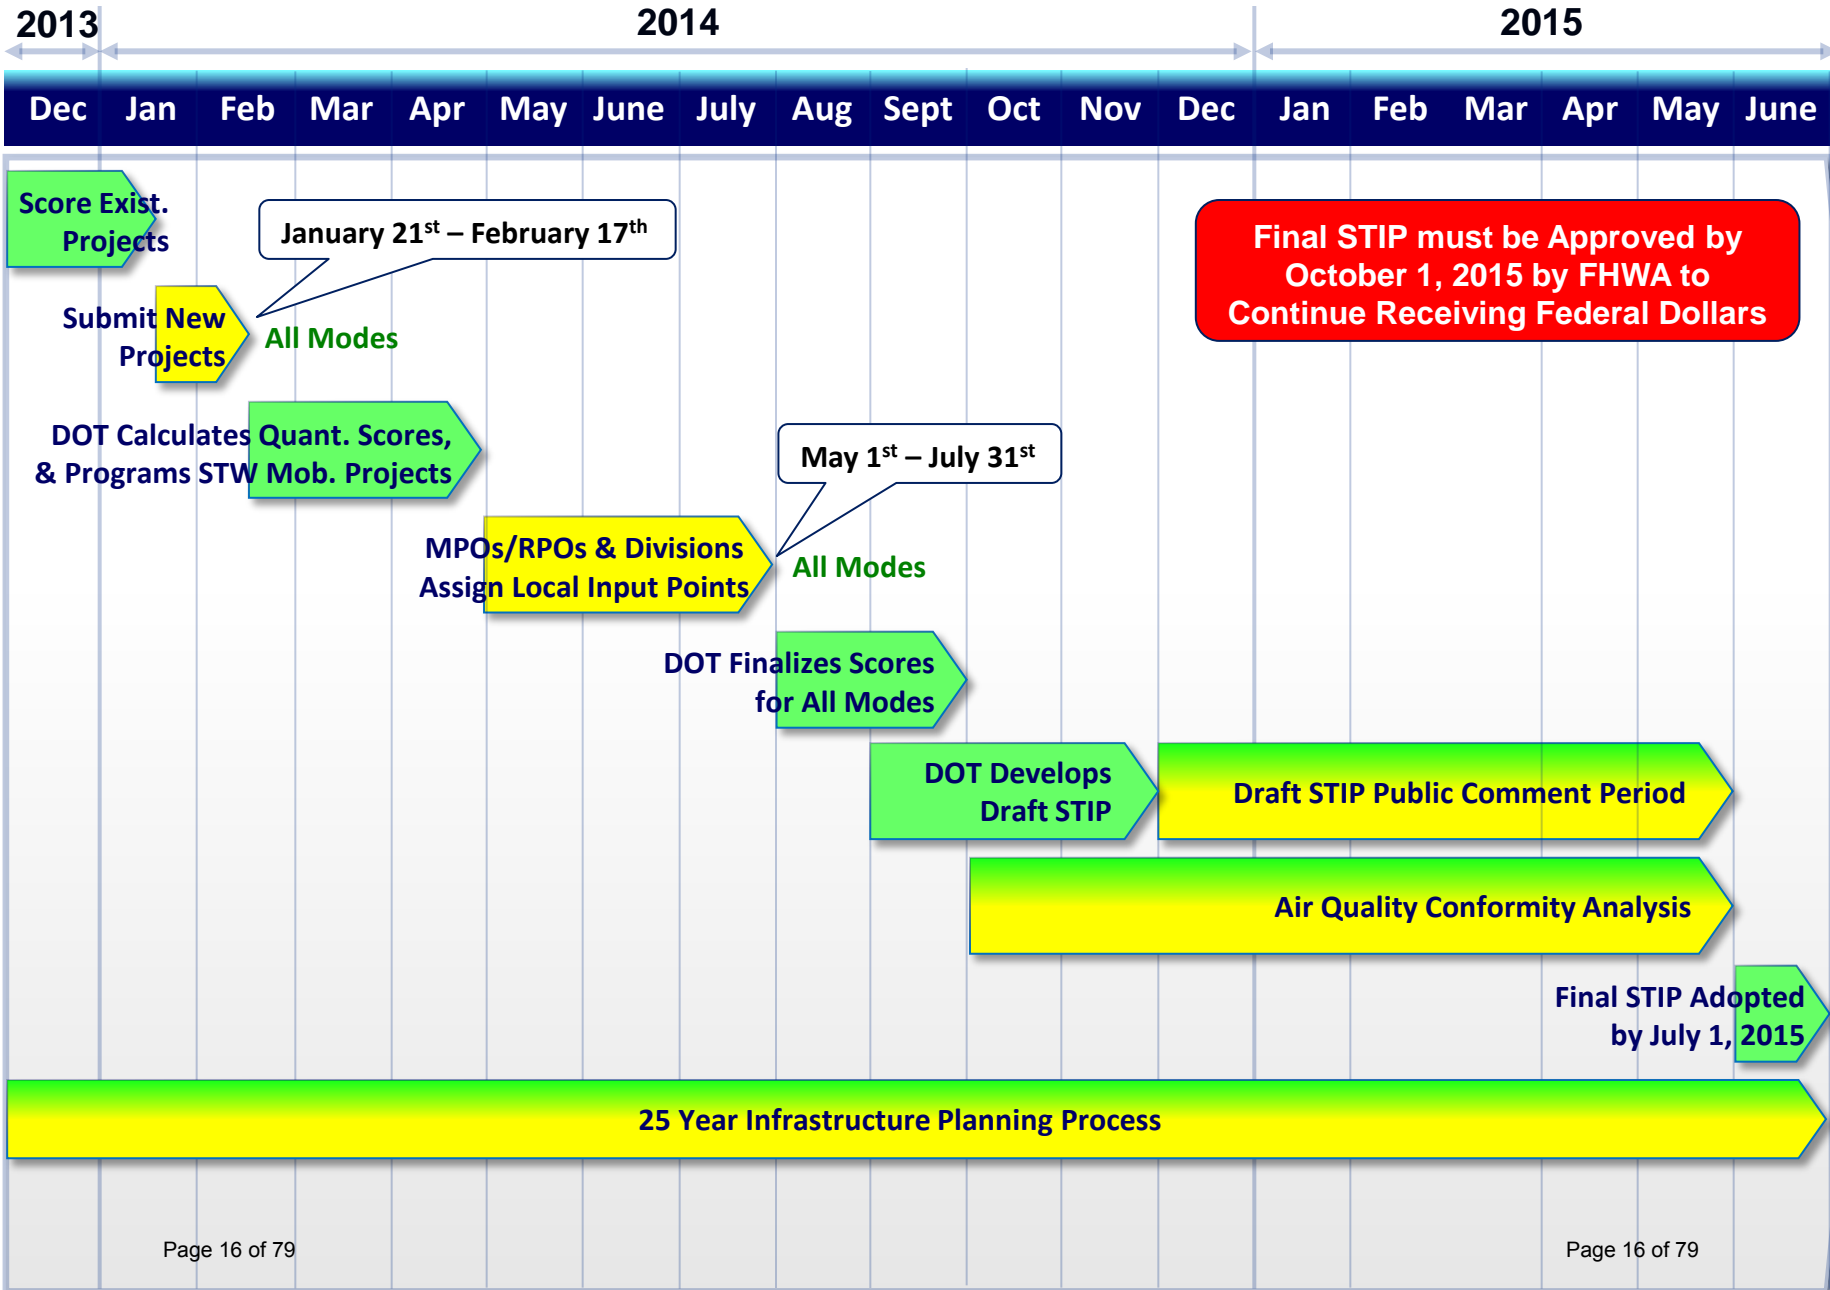 2013
2014
2015
Dec Jan Feb Mar Apr May June July Aug Sept Oct Nov Dec Jan Feb Mar Apr May June
Score Exist.
Projects
January 21st – February 17th
Final STIP must be Approved by
October 1, 2015 by FHWA to
Continue Receiving Federal Dollars
Submit New
Projects
All Modes
DOT Calculates Quant. Scores,
& Programs STW Mob. Projects
May 1st – July 31st
MPOs/RPOs & Divisions
Assign Local Input Points
All Modes
DOT Finalizes Scores
for All Modes
DOT Develops
Draft STIP
Draft STIP Public Comment Period
Air Quality Conformity Analysis
Final STIP Adopted
by July 1, 2015
25 Year Infrastructure Planning Process
Page 16 of 79
Page 16 of 79